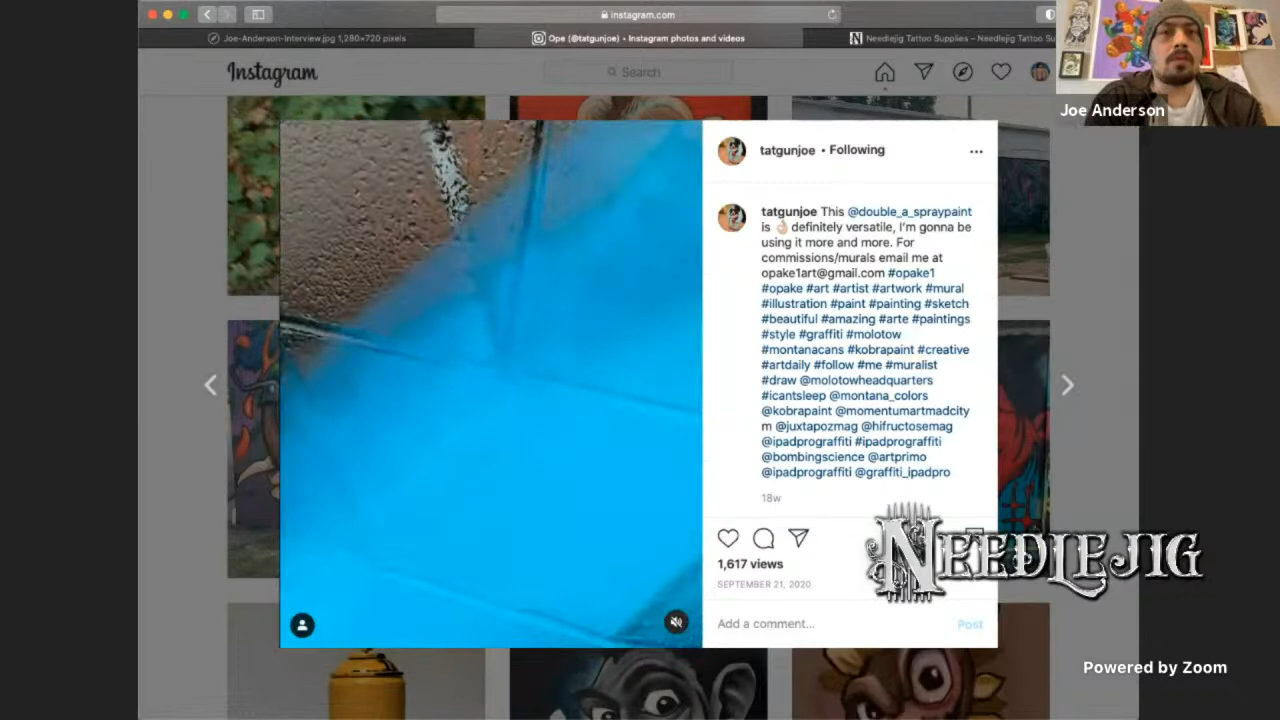 instagram.com
Joe-Anderson-Interview.jpg 1,280×720 pixels
Ope (@tatgunjoe) • Instagram photos and videos
Needlejig Tattoo Supplies – Needlejig Tattoo Su
Instagram
Search
Joe Anderson
tatgunjoe • Following
tatgunjoe This @double_a_spraypaint
is 👌🏼 definitely versatile, I'm gonna be
using it more and more. For
commissions/murals email me at
opake1art@gmail.com #opake1
#opake #art #artist #artwork #mural
#illustration #paint #painting #sketch
#beautiful #amazing #arte #paintings
#style #graffiti #molotow
#montanacans #kobrapaint #creative
#artdaily #follow #me #muralist
#draw @molotowheadquarters
#icantsleep @montana_colors
@kobrapaint @momentumartmadcity
m @juxtapozmag @hifructosemag
@ipadprograffiti #ipadprograffiti
@bombingscience @artprimo
@ipadprograffiti @graffiti_ipadpro
18w
1,617 views
SEPTEMBER 21, 2020
Add a comment...
Post
NEEDLEJIG
Powered by Zoom